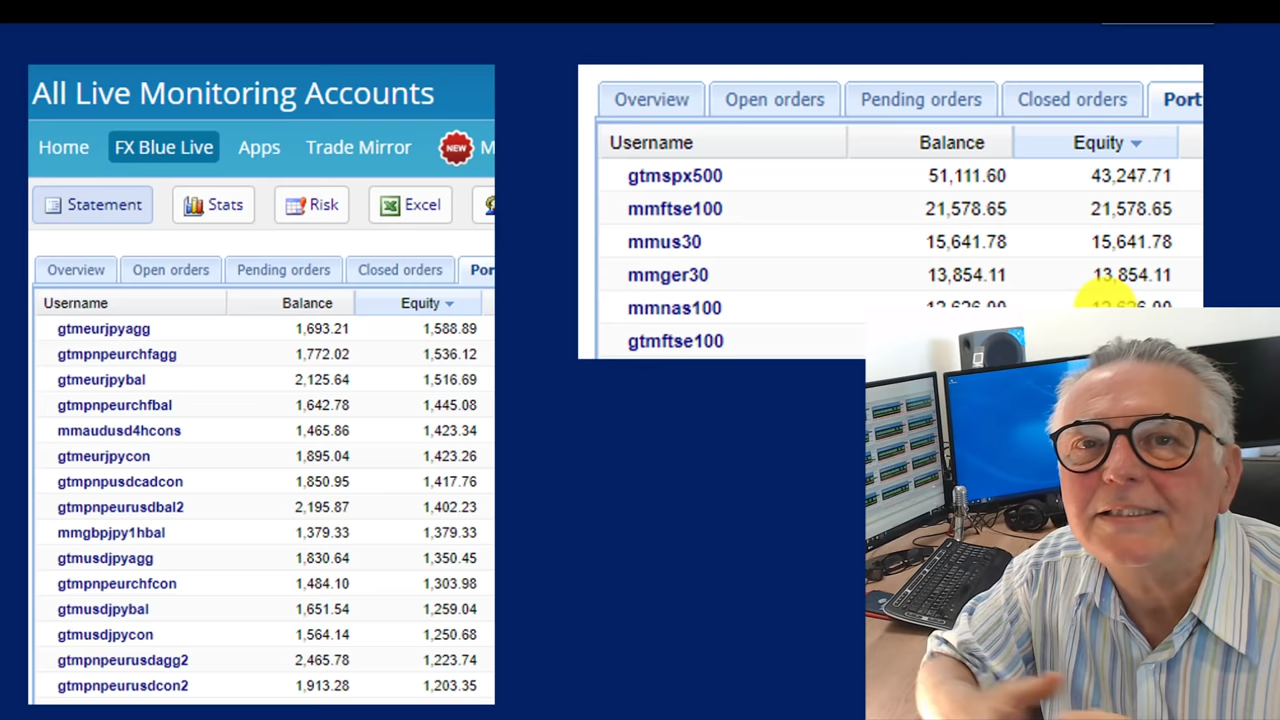 All Live Monitoring Accounts
Home FX Blue Live Apps Trade Mirror NEW M
Statement Stats Risk Excel
Overview Open orders Pending orders Closed orders Por
Username Balance Equity
gtmeurjpyagg 1,693.21 1,588.89
gtmpnpeurchfagg 1,772.02 1,536.12
gtmeurjpybal 2,125.64 1,516.69
gtmpnpeurchfbal 1,642.78 1,445.08
mmaudusd4hcons 1,465.86 1,423.34
gtmeurjpycon 1,895.04 1,423.26
gtmpnpusdcadcon 1,850.95 1,417.76
gtmpnpeurusdbal2 2,195.87 1,402.23
mmgbpjpy1hbal 1,379.33 1,379.33
gtmusdjpyagg 1,830.64 1,350.45
gtmpnpeurchfcon 1,484.10 1,303.98
gtmusdjpybal 1,651.54 1,259.04
gtmusdjpycon 1,564.14 1,250.68
gtmpnpeurusdagg2 2,465.78 1,223.74
gtmpnpeurusdcon2 1,913.28 1,203.35
Overview Open orders Pending orders Closed orders Port
Username Balance Equity
gtmspx500 51,111.60 43,247.71
mmftse100 21,578.65 21,578.65
mmus30 15,641.78 15,641.78
mmger30 13,854.11 13,854.11
mmnas100
gtmftse100